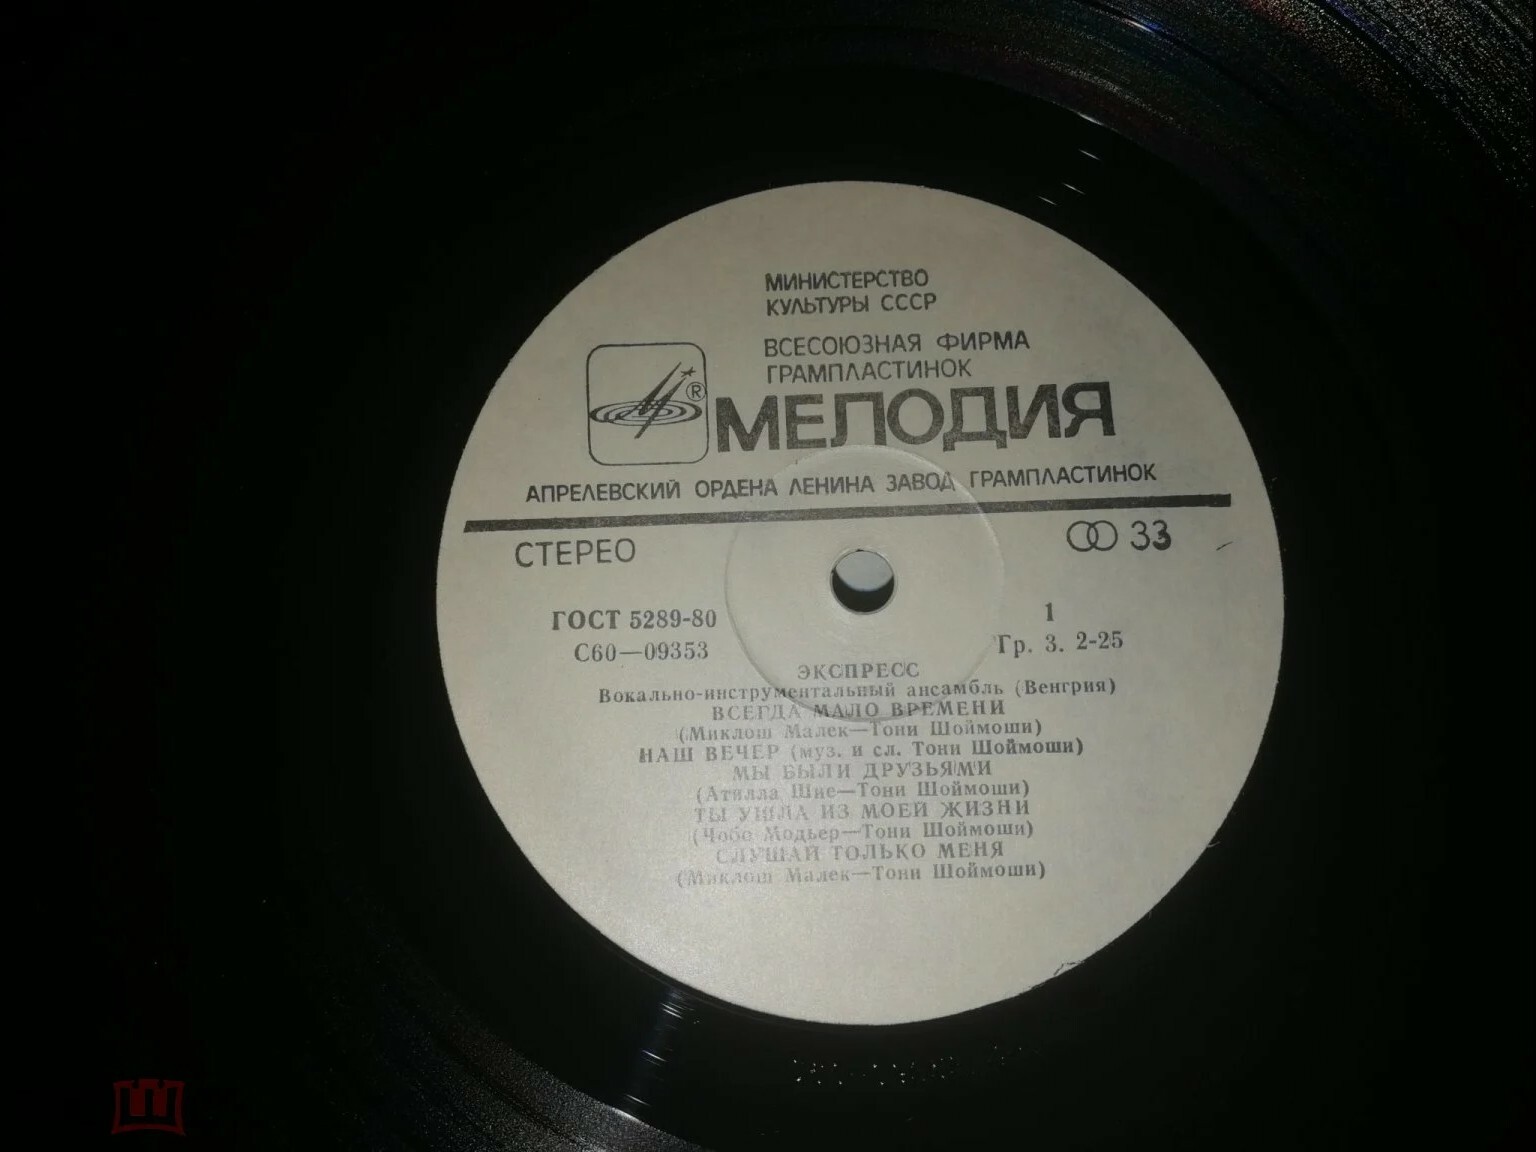 МИНИСТЕРСТВО
КУЛЬТУРЫ СССР
ВСЕСОЮЗНАЯ ФИРМА
ГРАМПЛАСТИНОК
® МЕЛОДИЯ
АПРЕЛЕВСКИЙ ОРДЕНА ЛЕНИНА ЗАВОД ГРАМПЛАСТИНОК
СТЕРЕО 33
ГОСТ 5289-80 1
С60—09353 Гр. 3. 2-25
ЭКСПРЕСС
Вокально-инструментальный ансамбль (Венгрия)
ВСЕГДА МАЛО ВРЕМЕНИ
(Миклош Малек—Тони Шоймоши)
НАШ ВЕЧЕР (муз. и сл. Тони Шоймоши)
МЫ БЫЛИ ДРУЗЬЯМИ
(Атилла Шие—Тони Шоймоши)
ТЫ УШЛА ИЗ МОЕЙ ЖИЗНИ
(Чобо Модьер—Тони Шоймоши)
СЛУШАЙ ТОЛЬКО МЕНЯ
(Миклош Малек—Тони Шоймоши)